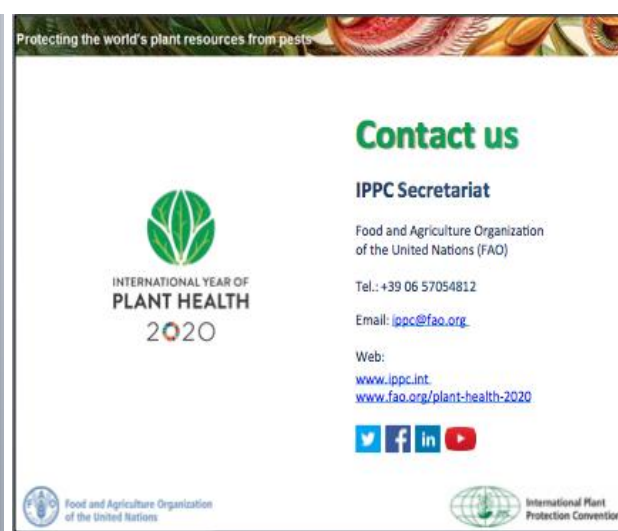 Protecting the world's plant resources from pests
Contact us
IPPC Secretariat
Food and Agriculture Organization
of the United Nations (FAO)
Tel.: +39 06 57054812
Email: ippc@fao.org
Web:
www.ippc.int
www.fao.org/plant-health-2020
INTERNATIONAL YEAR OF
PLANT HEALTH
2020
in
Food and Agriculture Organization
of the United Nations
International Plant
Protection Convention